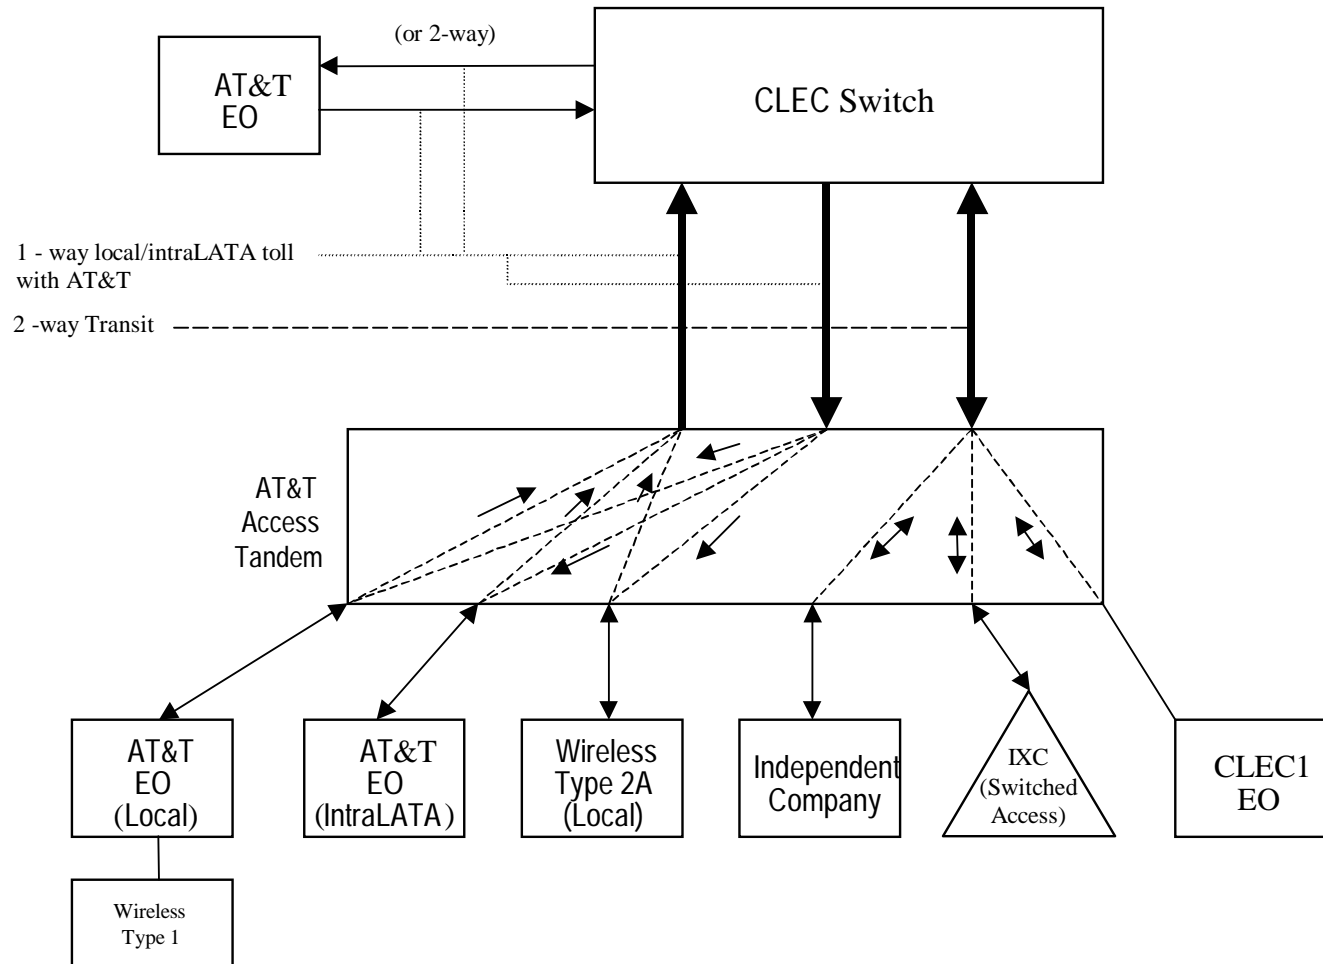 (or 2-way)
AT&T
EO
CLEC Switch
1 - way local/intraLATA toll
with AT&T
2 -way Transit
AT&T
Access
Tandem
AT&T
EO
(Local)
AT&T
EO
(IntraLATA)
Wireless
Type 2A
(Local)
Independent
Company
IXC
(Switched
Access)
CLEC1
EO
Wireless
Type 1